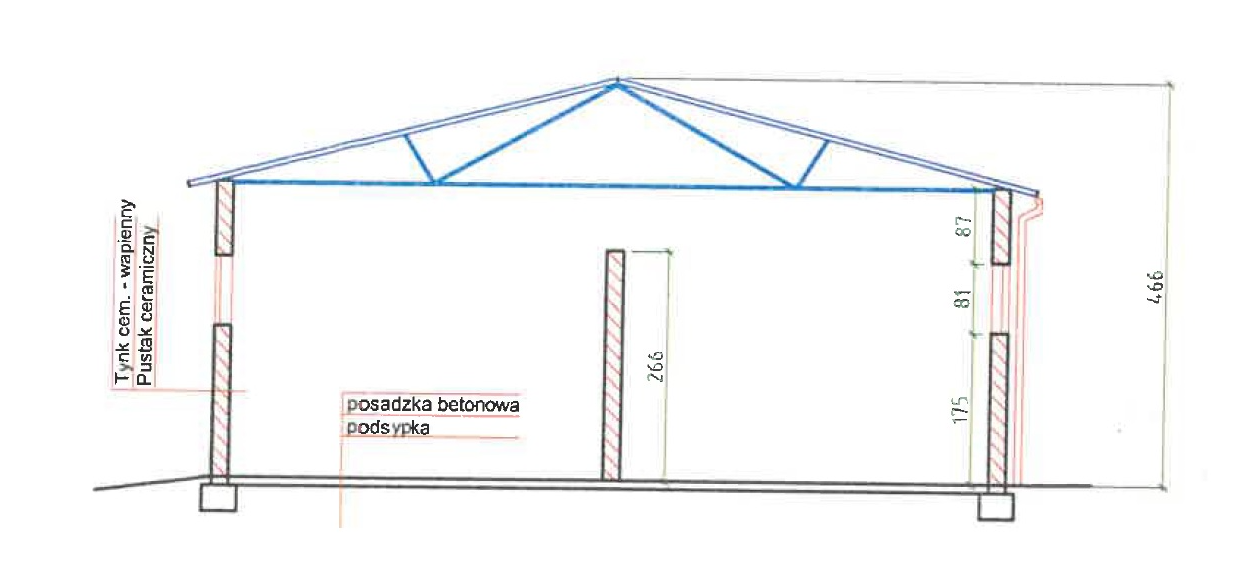 Tynk cem. - wapienny
Pustak ceramiczny
posadzka betonowa
podsypka
266
87
81
175
466